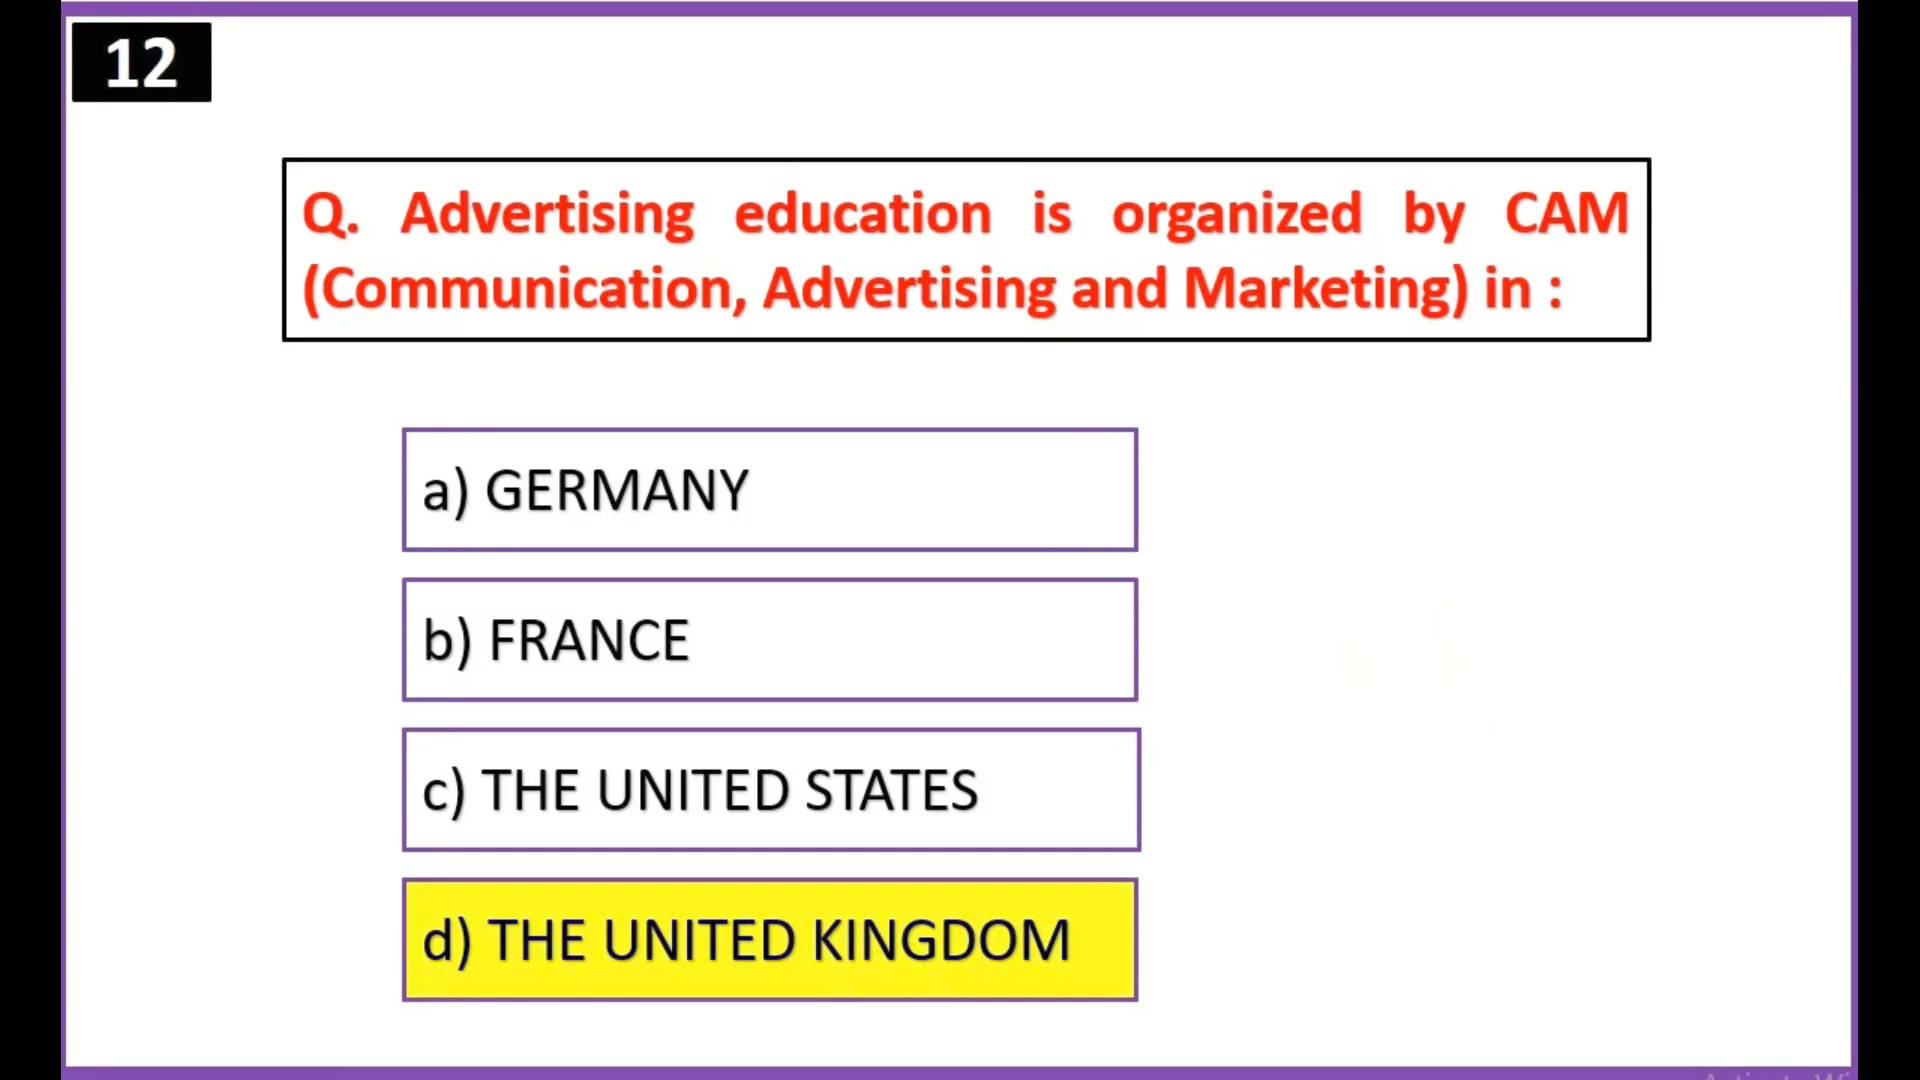 12
Q. Advertising education is organized by CAM
(Communication, Advertising and Marketing) in :
a) GERMANY
b) FRANCE
c) THE UNITED STATES
d) THE UNITED KINGDOM